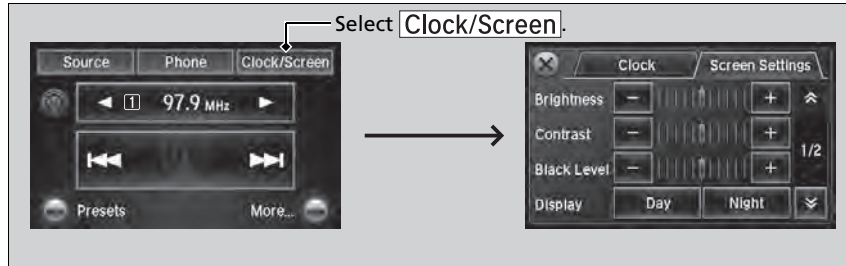 Select Clock/Screen.
Source Phone Clock/Screen
1 97.9 MHz
Presets More...
Clock Screen Settings
Brightness - +
Contrast - +
1/2
Black Level - +
Display Day Night